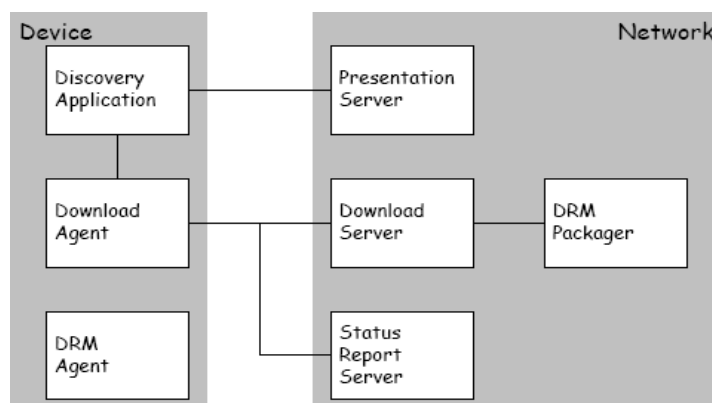 Device
Network
Discovery
Application
Presentation
Server
Download
Agent
Download
Server
DRM
Packager
DRM
Agent
Status
Report
Server